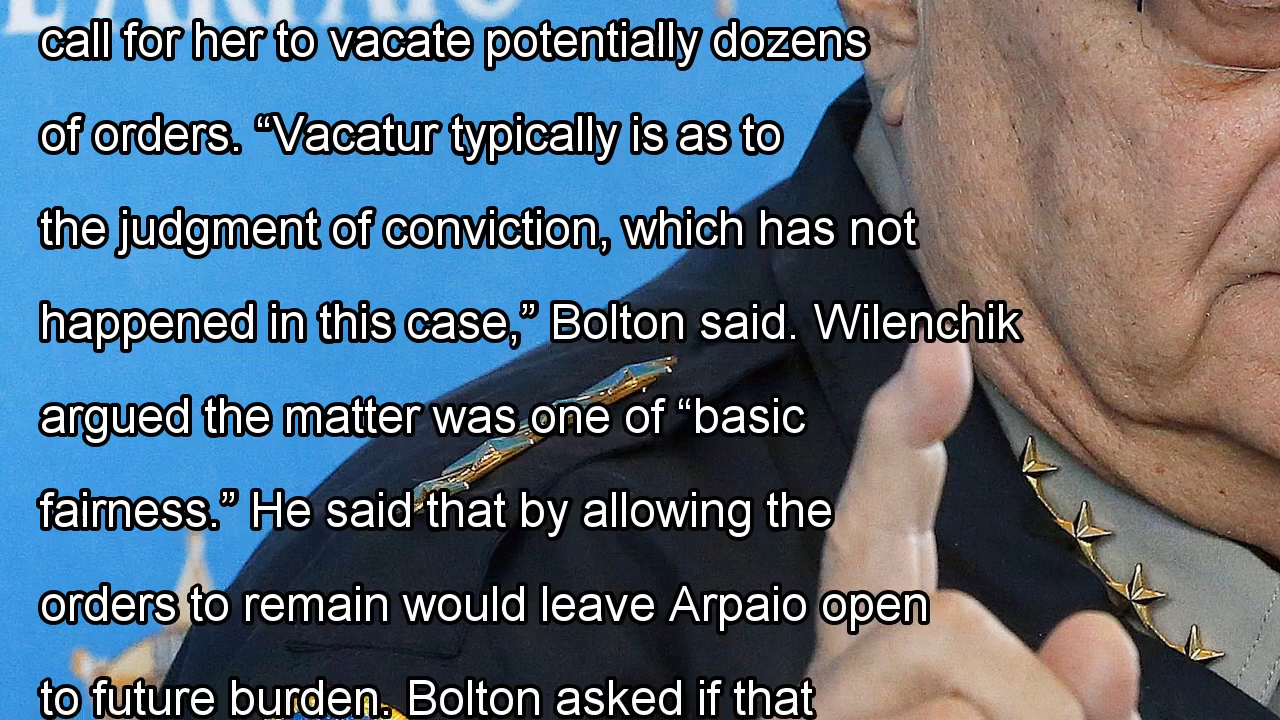 ARPAIO
call for her to vacate potentially dozens
of orders. “Vacatur typically is as to
the judgment of conviction, which has not
happened in this case,” Bolton said. Wilenchik
argued the matter was one of “basic
fairness.” He said that by allowing the
orders to remain would leave Arpaio open
to future burden. Bolton asked if that